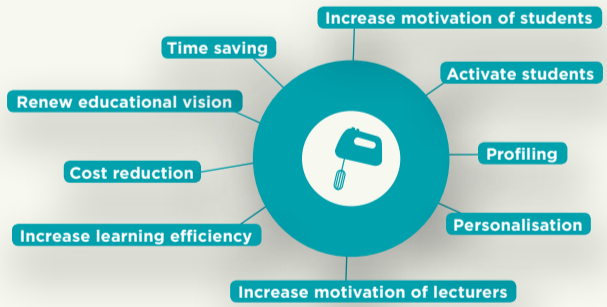 Increase motivation of students
Time saving
Activate students
Renew educational vision
Profiling
Cost reduction
Personalisation
Increase learning efficiency
Increase motivation of lecturers